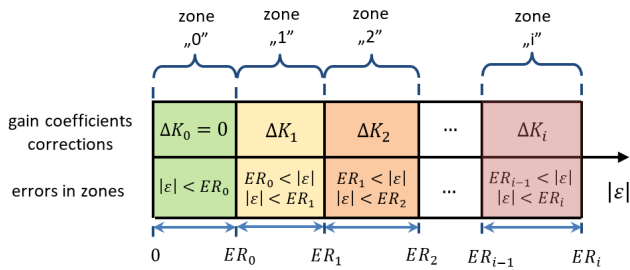 zone zone zone zone
„0” „1” „2” „i”
gain coefficients
corrections
ΔK₀ = 0 ΔK₁ ΔK₂ ... ΔKᵢ
errors in zones
|ε| < ER₀
ER₀ < |ε|
|ε| < ER₁
ER₁ < |ε|
|ε| < ER₂
...
ERᵢ₋₁ < |ε|
|ε| < ERᵢ
|ε|
0 ER₀ ER₁ ER₂ ERᵢ₋₁ ERᵢ